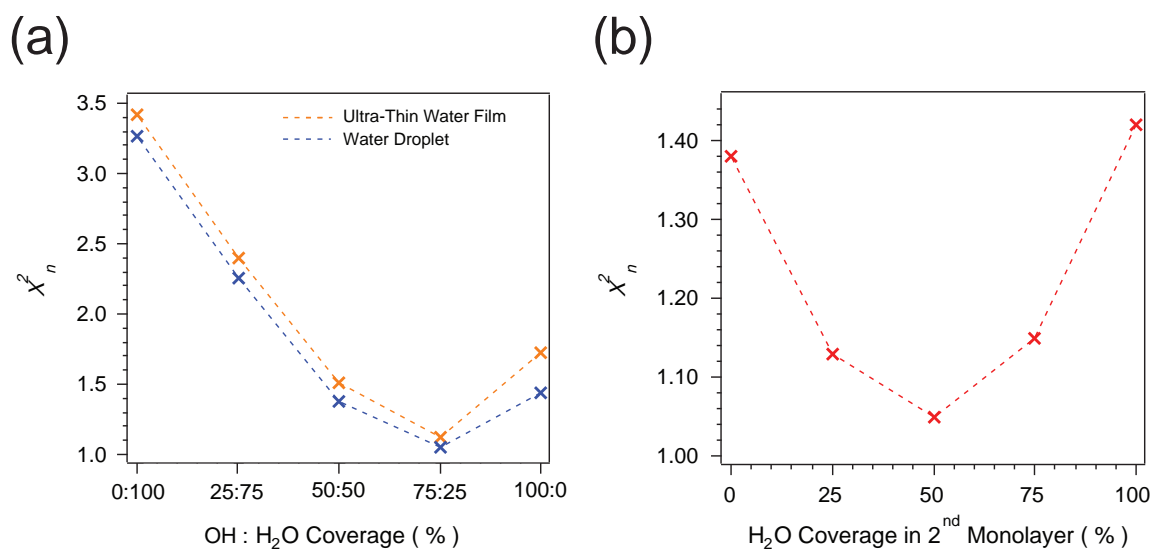 (a)
3.5
3.0
2.5
2.0
1.5
1.0
χ²ₙ
Ultra-Thin Water Film
Water Droplet
0:100 25:75 50:50 75:25 100:0
OH : H₂O Coverage ( % )
(b)
1.40
1.30
1.20
1.10
1.00
χ²ₙ
0 25 50 75 100
H₂O Coverage in 2ⁿᵈ Monolayer ( % )